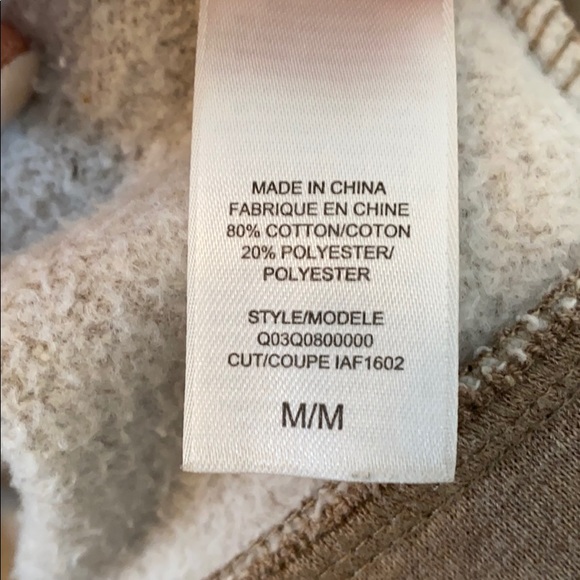 MADE IN CHINA
FABRIQUE EN CHINE
80% COTTON/COTON
20% POLYESTER/
POLYESTER
STYLE/MODELE
Q03Q0800000
CUT/COUPE IAF1602
M/M